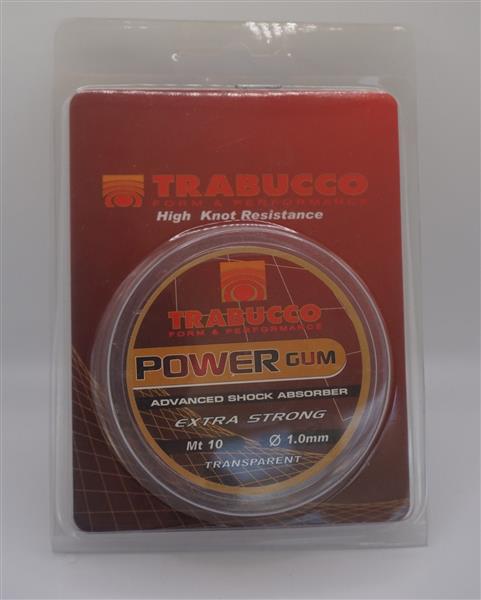 TRABUCCO
FORM & PERFORMANCE
High Knot Resistance
TRABUCCO
FORM & PERFORMANCE
POWER GUM
ADVANCED SHOCK ABSORBER
EXTRA STRONG
Mt 10 Ø 1.0mm
TRANSPARENT